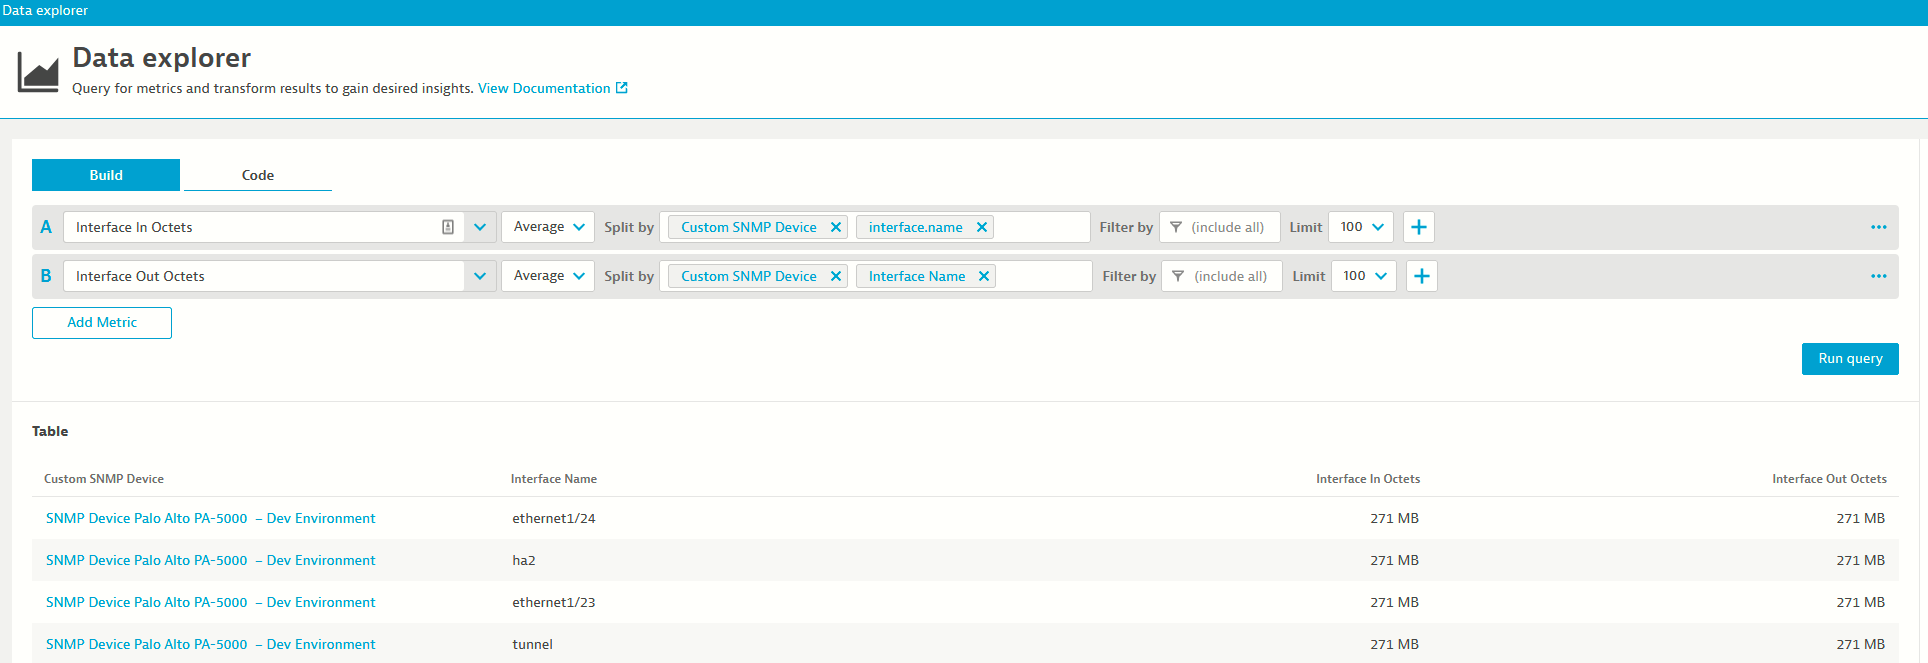 Data explorer
Data explorer
Query for metrics and transform results to gain desired insights. View Documentation
Build Code
A Interface In Octets Average Split by Custom SNMP Device interface.name Filter by (include all) Limit 100
B Interface Out Octets Average Split by Custom SNMP Device Interface Name Filter by (include all) Limit 100
Add Metric
Run query
Table
Custom SNMP Device Interface Name Interface In Octets Interface Out Octets
SNMP Device Palo Alto PA-5000 – Dev Environment ethernet1/24 271 MB 271 MB
SNMP Device Palo Alto PA-5000 – Dev Environment ha2 271 MB 271 MB
SNMP Device Palo Alto PA-5000 – Dev Environment ethernet1/23 271 MB 271 MB
SNMP Device Palo Alto PA-5000 – Dev Environment tunnel 271 MB 271 MB